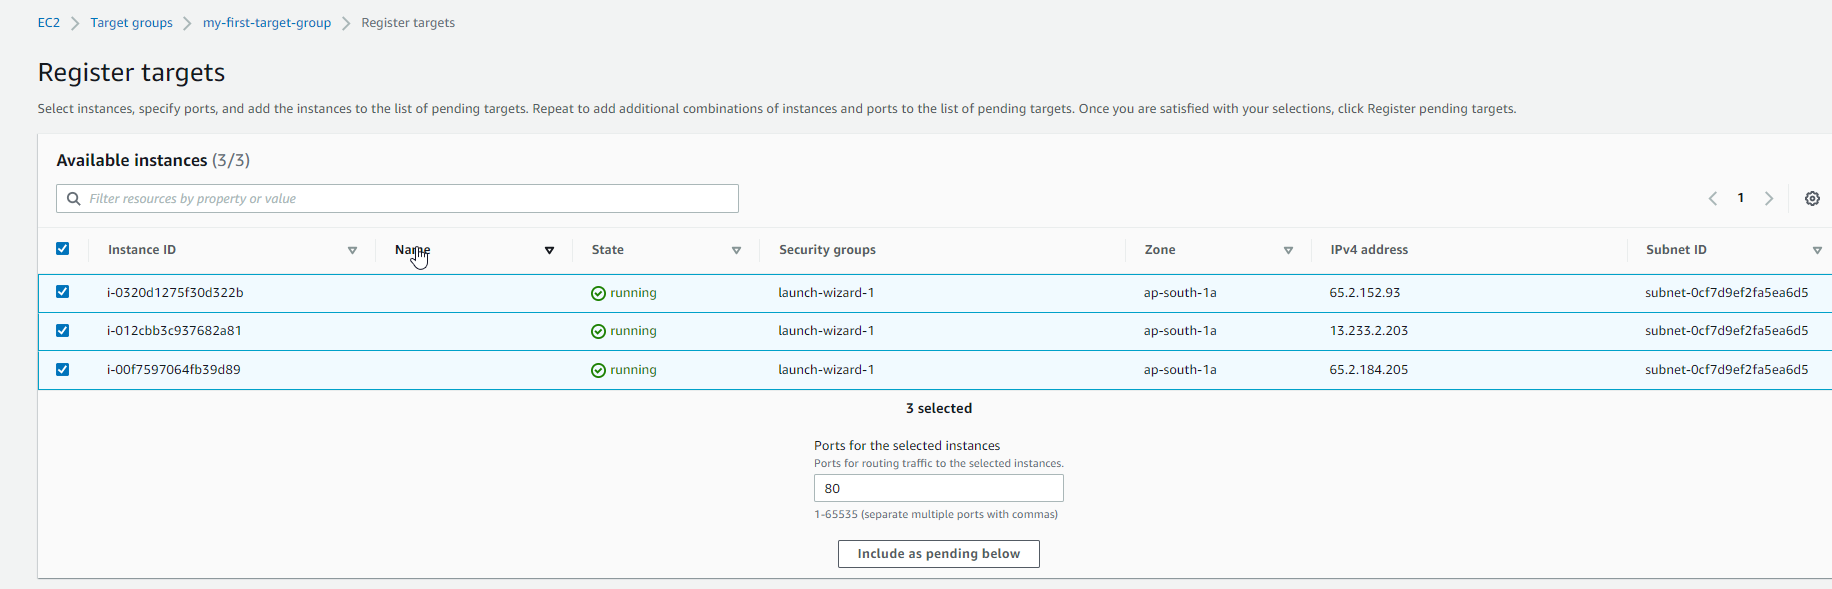 EC2 > Target groups > my-first-target-group > Register targets
Register targets
Select instances, specify ports, and add the instances to the list of pending targets. Repeat to add additional combinations of instances and ports to the list of pending targets. Once you are satisfied with your selections, click Register pending targets.
Available instances (3/3)
Filter resources by property or value
1
Instance ID Name State Security groups Zone IPv4 address Subnet ID
i-0320d1275f30d322b running launch-wizard-1 ap-south-1a 65.2.152.93 subnet-0cf7d9ef2fa5ea6d5
i-012cbb3c937682a81 running launch-wizard-1 ap-south-1a 13.233.2.203 subnet-0cf7d9ef2fa5ea6d5
i-00f7597064fb39d89 running launch-wizard-1 ap-south-1a 65.2.184.205 subnet-0cf7d9ef2fa5ea6d5
3 selected
Ports for the selected instances
Ports for routing traffic to the selected instances.
80
1-65535 (separate multiple ports with commas)
Include as pending below